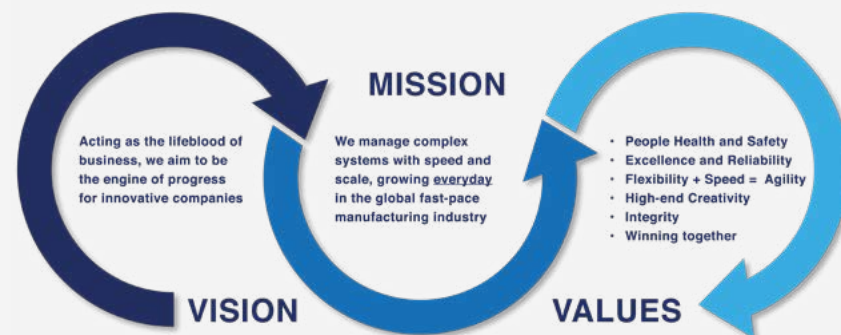 Acting as the lifeblood of
business, we aim to be
the engine of progress
for innovative companies
VISION
MISSION
We manage complex
systems with speed and
scale, growing everyday
in the global fast-pace
manufacturing industry
• People Health and Safety
• Excellence and Reliability
• Flexibility + Speed = Agility
• High-end Creativity
• Integrity
• Winning together
VALUES